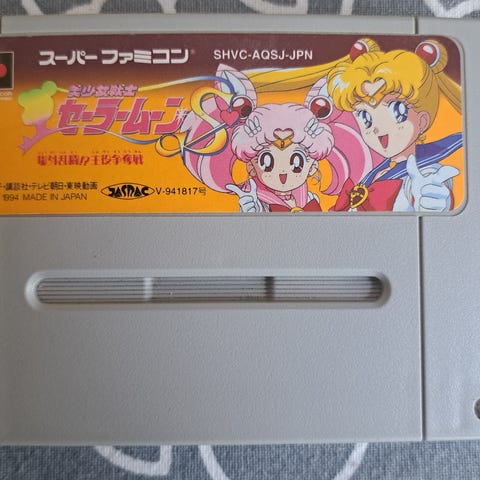 スーパーファミコン® SHVC-AQSJ-JPN
美少女戦士
セーラームーンS
場外乱闘!?主役争奪戦
・講談社・テレビ朝日・東映動画 JASRAC V-941817号
1994 MADE IN JAPAN